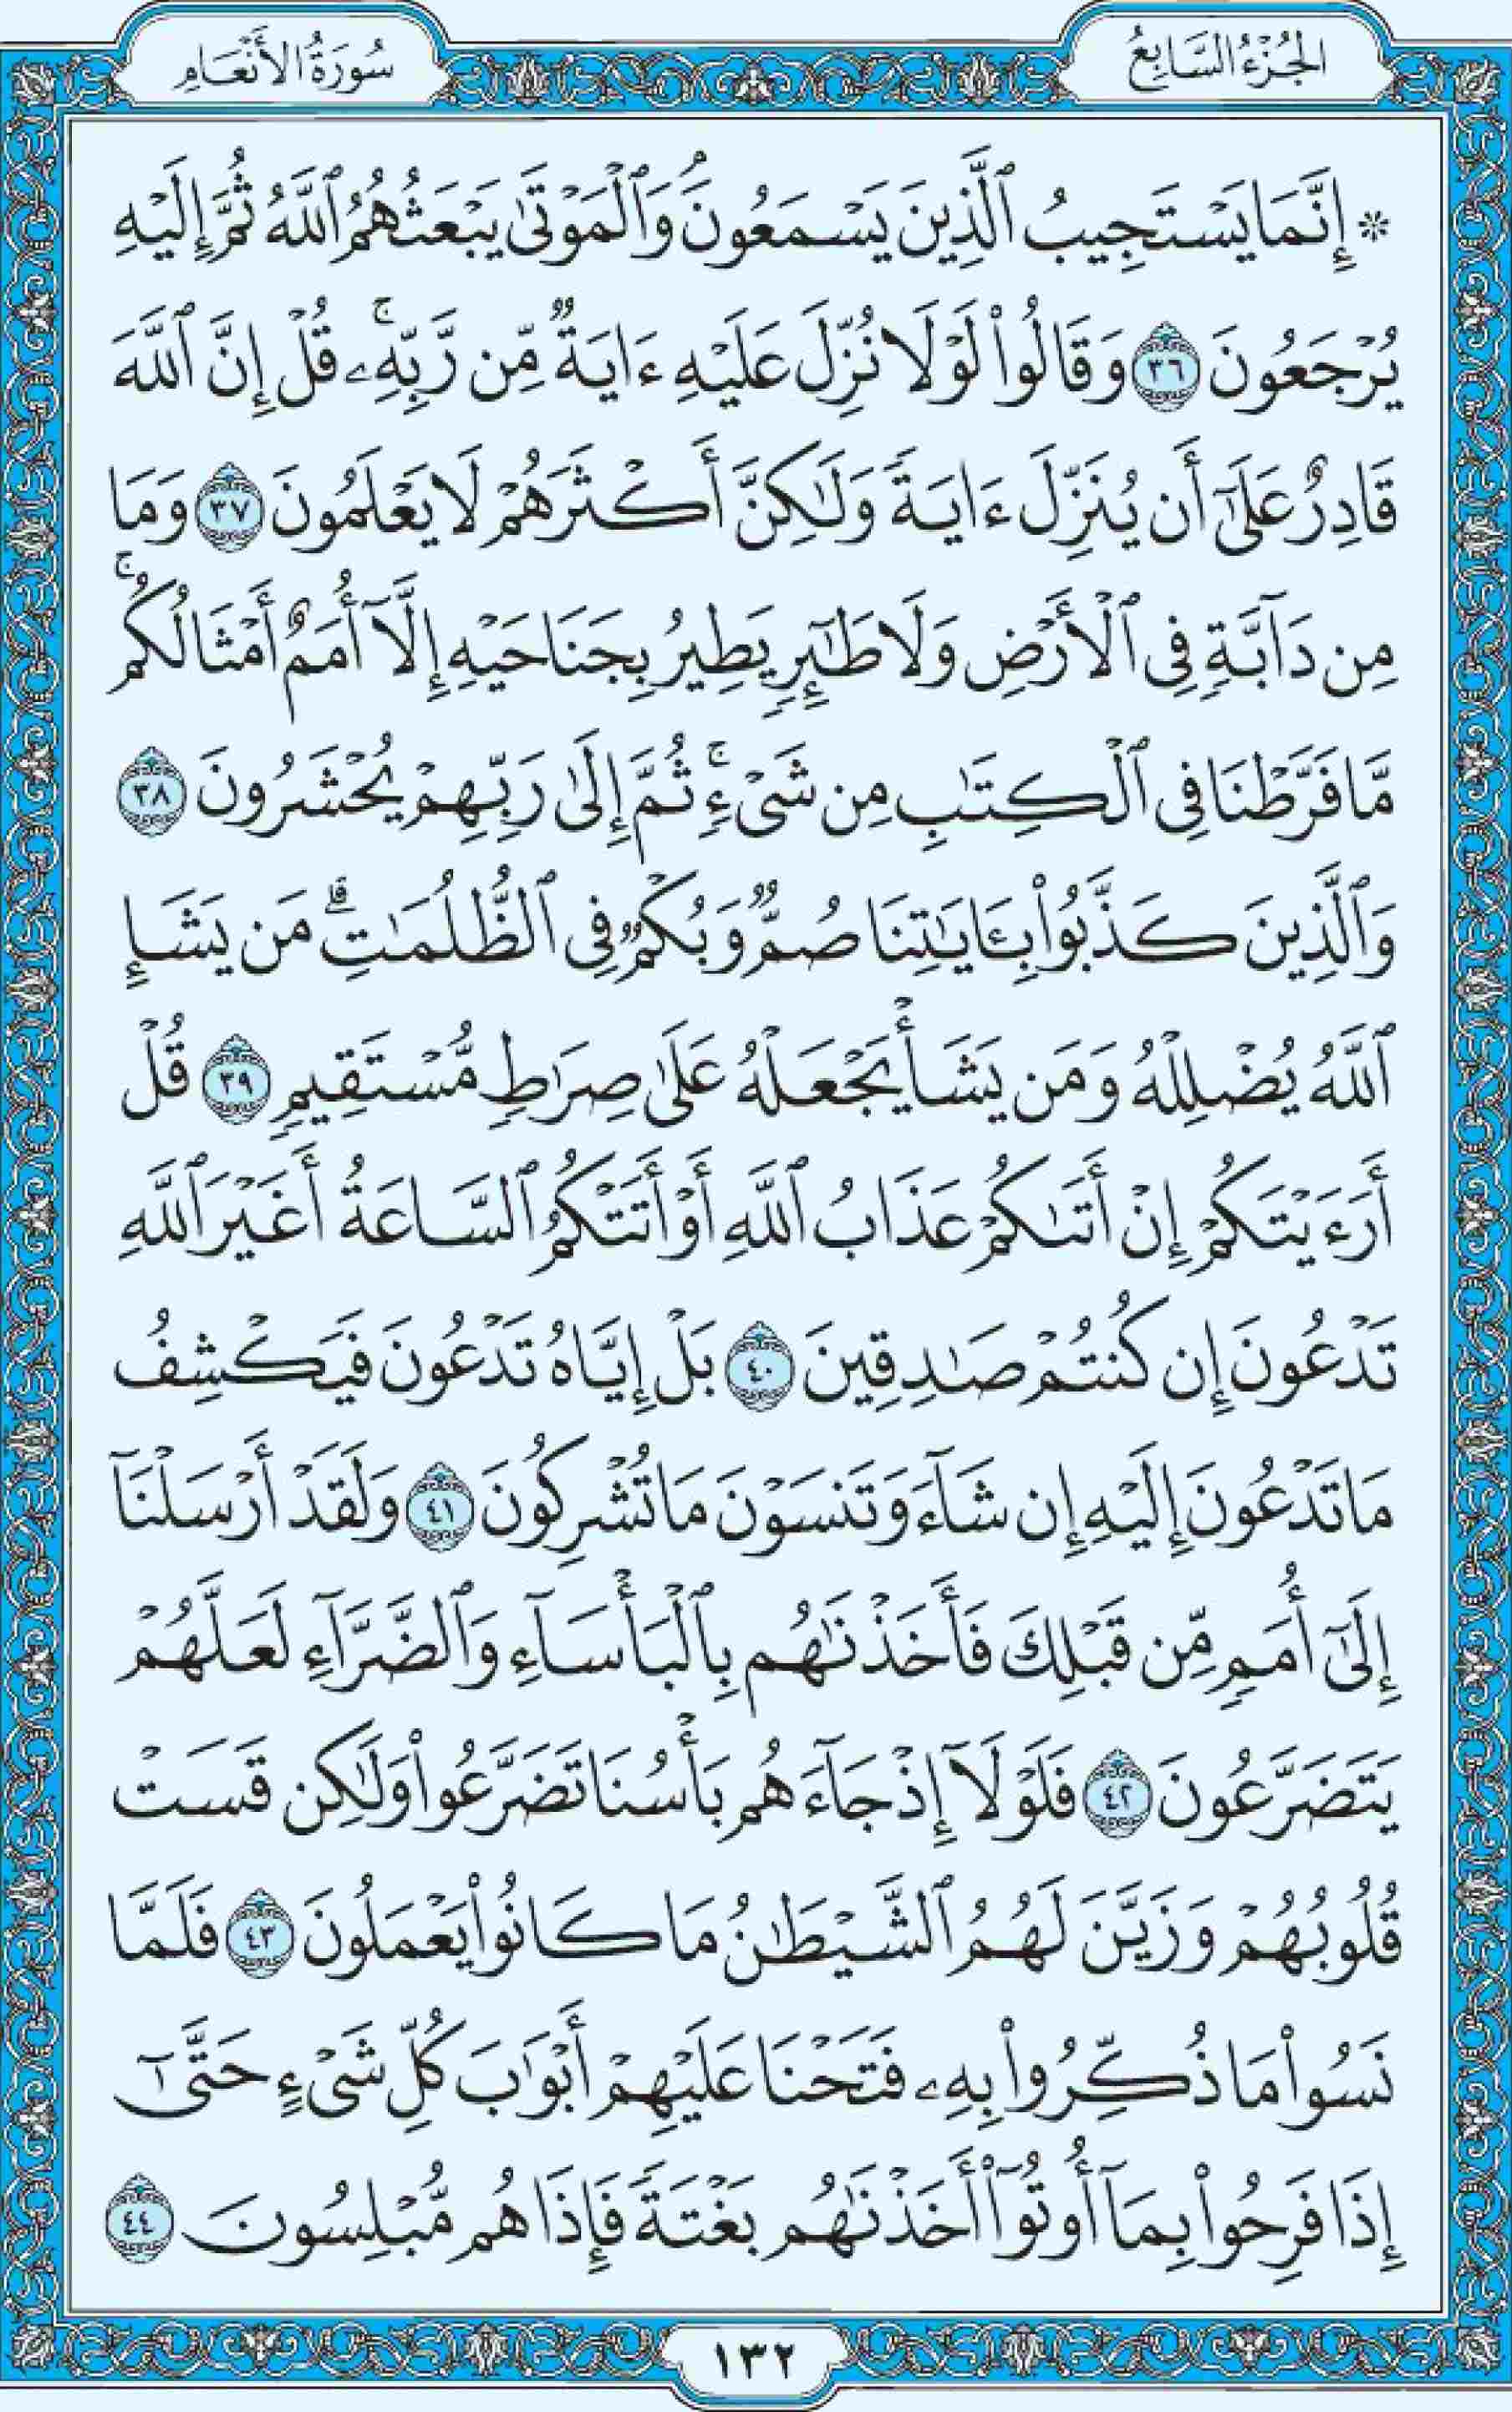 الجُزْءُ السَّابِعُ
سُورَةُ الأَنْعَامِ
۞ إِنَّمَا يَسْتَجِيبُ ٱلَّذِينَ يَسْمَعُونَۘ وَٱلْمَوْتَىٰ يَبْعَثُهُمُ ٱللَّهُ ثُمَّ إِلَيْهِ
يُرْجَعُونَ ٣٦ وَقَالُوا۟ لَوْلَا نُزِّلَ عَلَيْهِ ءَايَةٌ مِّن رَّبِّهِۦۚ قُلْ إِنَّ ٱللَّهَ
قَادِرٌ عَلَىٰٓ أَن يُنَزِّلَ ءَايَةً وَلَـٰكِنَّ أَكْثَرَهُمْ لَا يَعْلَمُونَ ٣٧ وَمَا
مِن دَآبَّةٍ فِى ٱلْأَرْضِ وَلَا طَـٰٓئِرٍ يَطِيرُ بِجَنَاحَيْهِ إِلَّآ أُمَمٌ أَمْثَالُكُمۚ
مَّا فَرَّطْنَا فِى ٱلْكِتَـٰبِ مِن شَىْءٍۚ ثُمَّ إِلَىٰ رَبِّهِمْ يُحْشَرُونَ ٣٨
وَٱلَّذِينَ كَذَّبُوا۟ بِـَٔايَـٰتِنَا صُمٌّ وَبُكْمٌ فِى ٱلظُّلُمَـٰتِۗ مَن يَشَإِ
ٱللَّهُ يُضْلِلْهُ وَمَن يَشَأْ يَجْعَلْهُ عَلَىٰ صِرَٰطٍ مُّسْتَقِيمٍ ٣٩ قُلْ
أَرَءَيْتَكُمْ إِنْ أَتَىٰكُمْ عَذَابُ ٱللَّهِ أَوْ أَتَتْكُمُ ٱلسَّاعَةُ أَغَيْرَ ٱللَّهِ
تَدْعُونَ إِن كُنتُمْ صَـٰدِقِينَ ٤٠ بَلْ إِيَّاهُ تَدْعُونَ فَيَكْشِفُ
مَا تَدْعُونَ إِلَيْهِ إِن شَآءَ وَتَنسَوْنَ مَا تُشْرِكُونَ ٤١ وَلَقَدْ أَرْسَلْنَآ
إِلَىٰٓ أُمَمٍ مِّن قَبْلِكَ فَأَخَذْنَـٰهُم بِٱلْبَأْسَآءِ وَٱلضَّرَّآءِ لَعَلَّهُمْ
يَتَضَرَّعُونَ ٤٢ فَلَوْلَآ إِذْ جَآءَهُم بَأْسُنَا تَضَرَّعُوا۟ وَلَـٰكِن قَسَتْ
قُلُوبُهُمْ وَزَيَّنَ لَهُمُ ٱلشَّيْطَـٰنُ مَا كَانُوا۟ يَعْمَلُونَ ٤٣ فَلَمَّا
نَسُوا۟ مَا ذُكِّرُوا۟ بِهِۦ فَتَحْنَا عَلَيْهِمْ أَبْوَٰبَ كُلِّ شَىْءٍ حَتَّىٰٓ
إِذَا فَرِحُوا۟ بِمَآ أُوتُوٓا۟ أَخَذْنَـٰهُم بَغْتَةً فَإِذَا هُم مُّبْلِسُونَ ٤٤
١٣٢